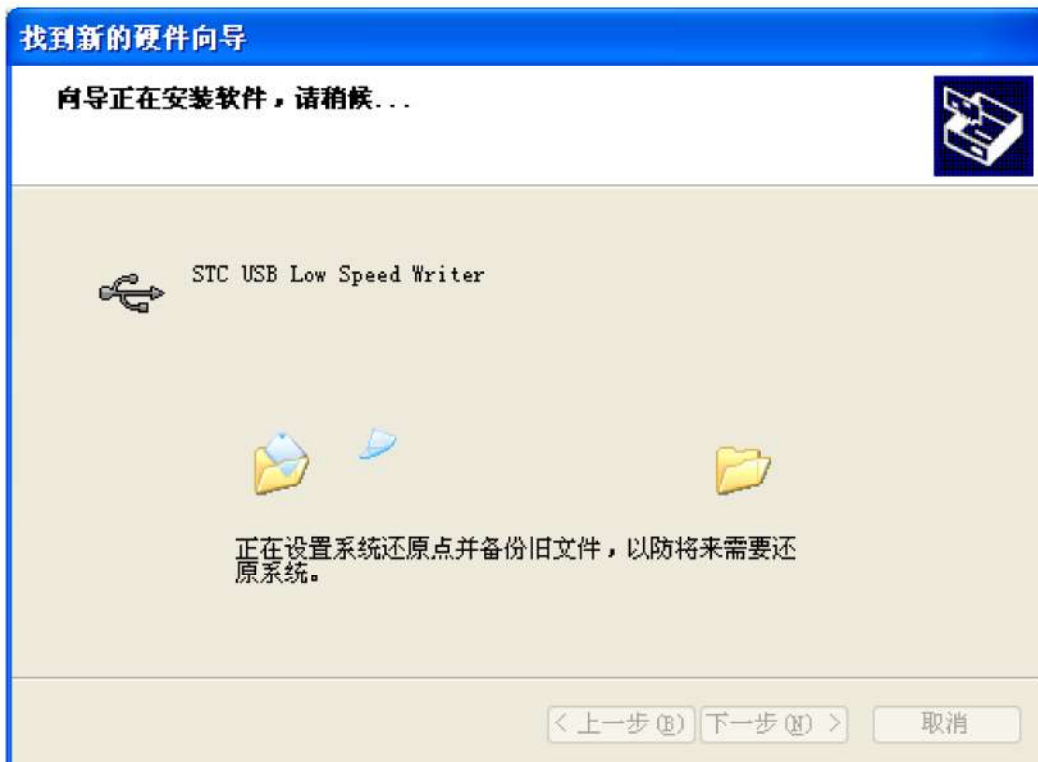 找到新的硬件向导
向导正在安装软件，请稍候...
STC USB Low Speed Writer
正在设置系统还原点并备份旧文件，以防将来需要还
原系统。
< 上一步(B) 下一步(N) > 取消